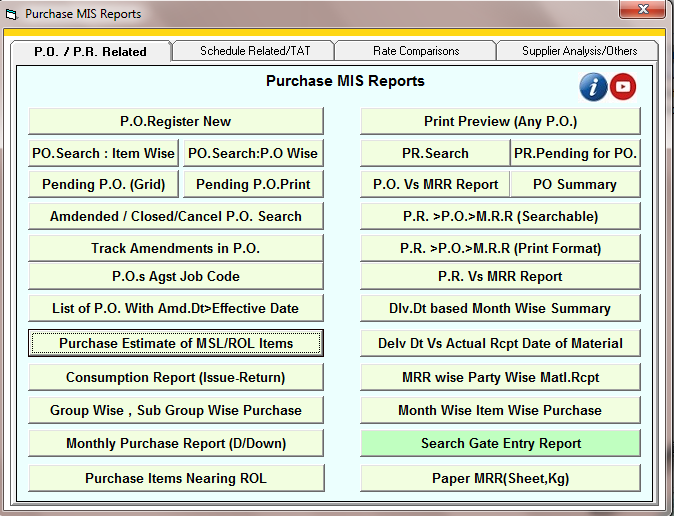 Purchase MIS Reports
P.O. / P.R. Related Schedule Related/TAT Rate Comparisons Supplier Analysis/Others
Purchase MIS Reports
P.O.Register New Print Preview (Any P.O.)
PO.Search : Item Wise PO.Search:P.O Wise PR.Search PR.Pending for PO.
Pending P.O. (Grid) Pending P.O.Print P.O. Vs MRR Report PO Summary
Amdended / Closed/Cancel P.O. Search P.R. >P.O.>M.R.R (Searchable)
Track Amendments in P.O. P.R. >P.O.>M.R.R (Print Format)
P.O.s Agst Job Code P.R. Vs MRR Report
List of P.O. With Amd.Dt>Effective Date Dlv.Dt based Month Wise Summary
Purchase Estimate of MSL/ROL Items Delv Dt Vs Actual Rcpt Date of Material
Consumption Report (Issue-Return) MRR wise Party Wise Matl.Rcpt
Group Wise , Sub Group Wise Purchase Month Wise Item Wise Purchase
Monthly Purchase Report (D/Down) Search Gate Entry Report
Purchase Items Nearing ROL Paper MRR(Sheet,Kg)